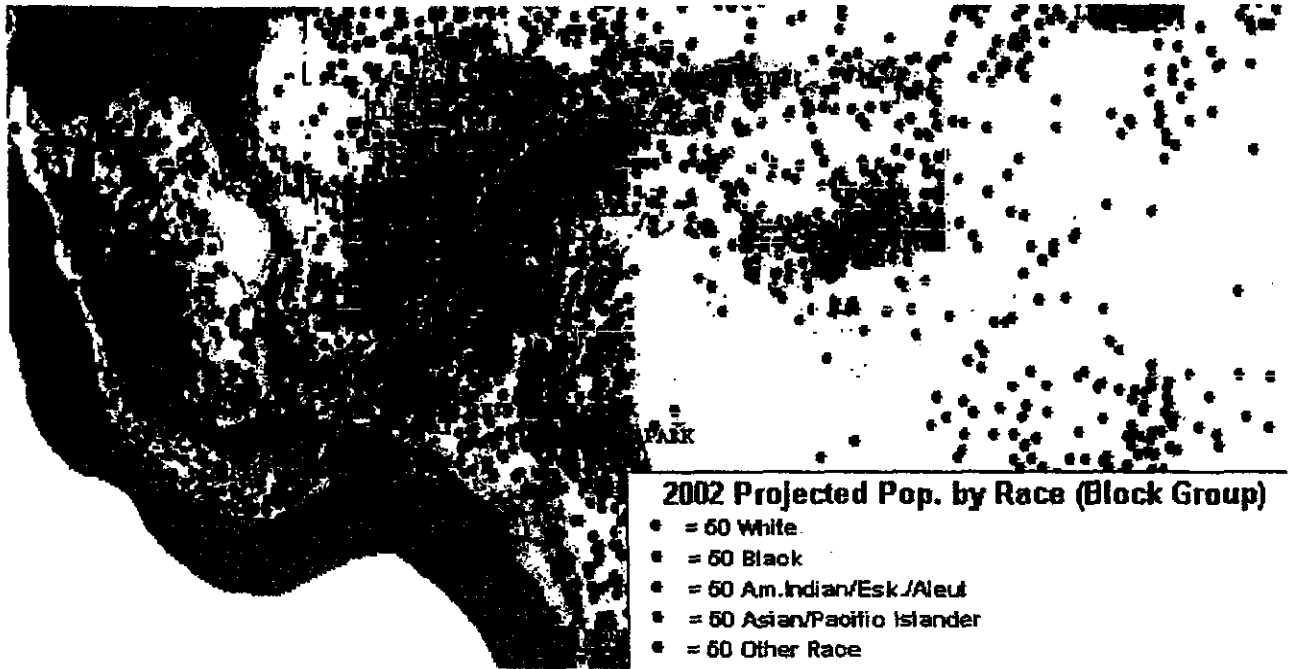 PARK
2002 Projected Pop. by Race (Block Group)
= 50 White
= 50 Black
= 50 Am.Indian/Esk./Aleut
= 50 Asian/Pacific Islander
= 50 Other Race